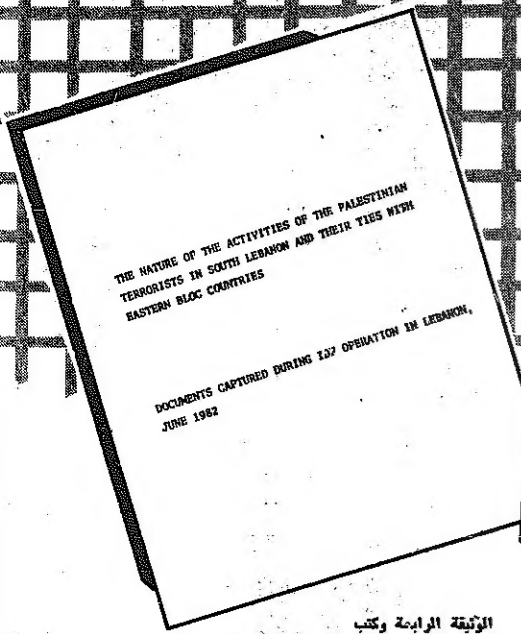 THE NATURE OF THE ACTIVITIES OF THE PALESTINIAN
TERRORISTS IN SOUTH LEBANON AND THEIR TIES WITH
EASTERN BLOC COUNTRIES
DOCUMENTS CAPTURED DURING IDF OPERATION IN LEBANON,
JUNE 1982
الوثيقة الرابعة وكتب